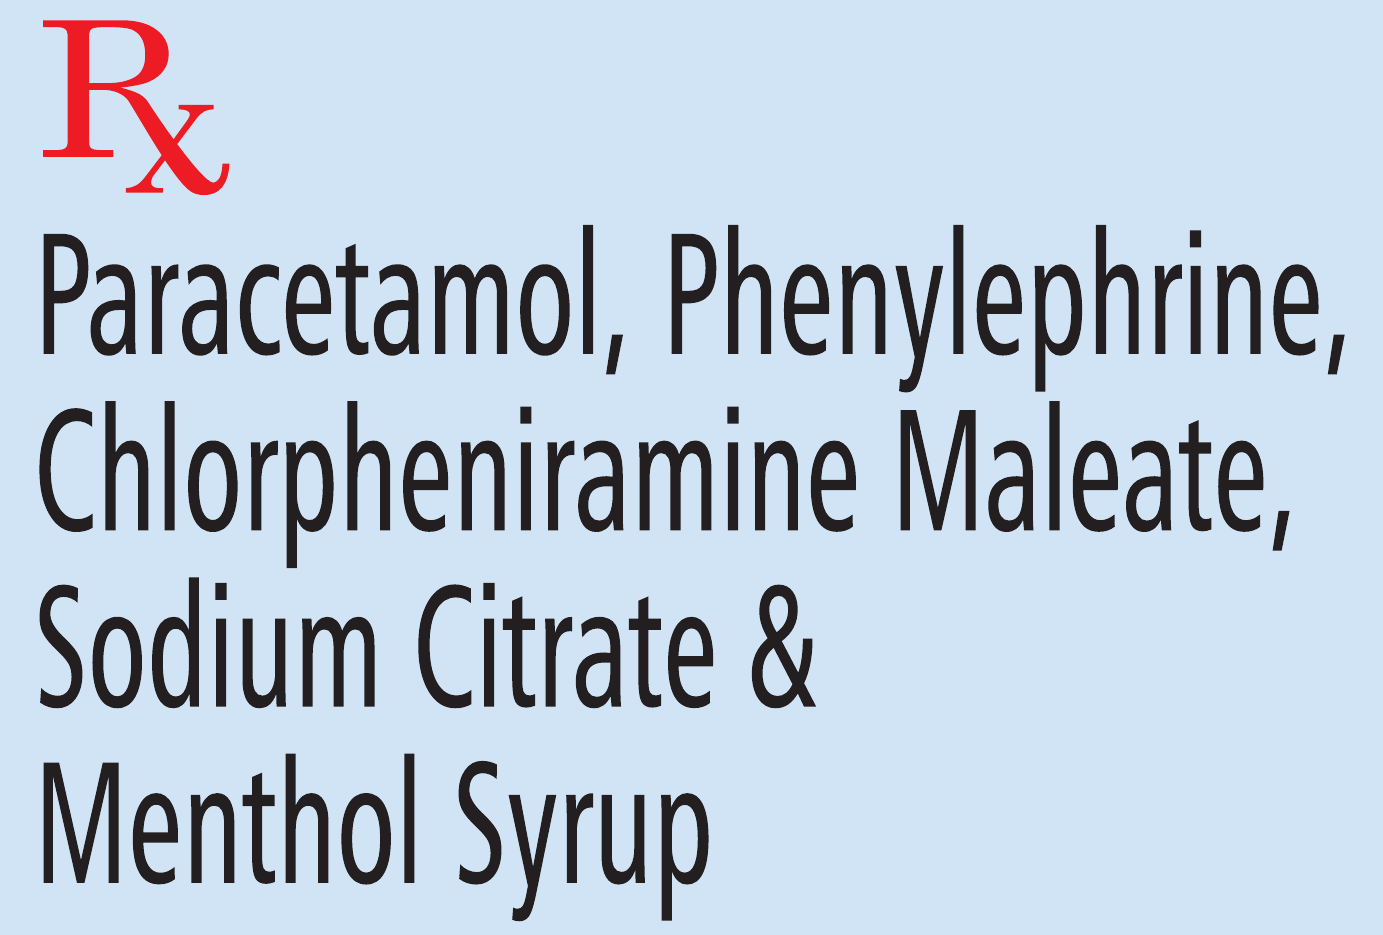 Rx
Paracetamol, Phenylephrine,
Chlorpheniramine Maleate,
Sodium Citrate &
Menthol Syrup